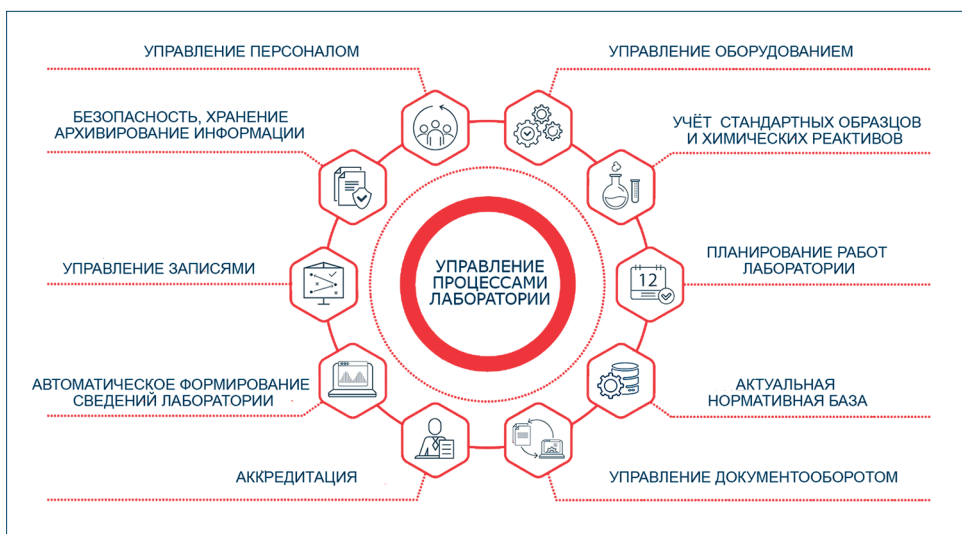 УПРАВЛЕНИЕ ПЕРСОНАЛОМ
УПРАВЛЕНИЕ ОБОРУДОВАНИЕМ
БЕЗОПАСНОСТЬ, ХРАНЕНИЕ
АРХИВИРОВАНИЕ ИНФОРМАЦИИ
УЧЁТ СТАНДАРТНЫХ ОБРАЗЦОВ
И ХИМИЧЕСКИХ РЕАКТИВОВ
УПРАВЛЕНИЕ ЗАПИСЯМИ
УПРАВЛЕНИЕ
ПРОЦЕССАМИ
ЛАБОРАТОРИИ
12
ПЛАНИРОВАНИЕ РАБОТ
ЛАБОРАТОРИИ
АВТОМАТИЧЕСКОЕ ФОРМИРОВАНИЕ
СВЕДЕНИЙ ЛАБОРАТОРИИ
АКТУАЛЬНАЯ
НОРМАТИВНАЯ БАЗА
АККРЕДИТАЦИЯ
УПРАВЛЕНИЕ ДОКУМЕНТООБОРОТОМ